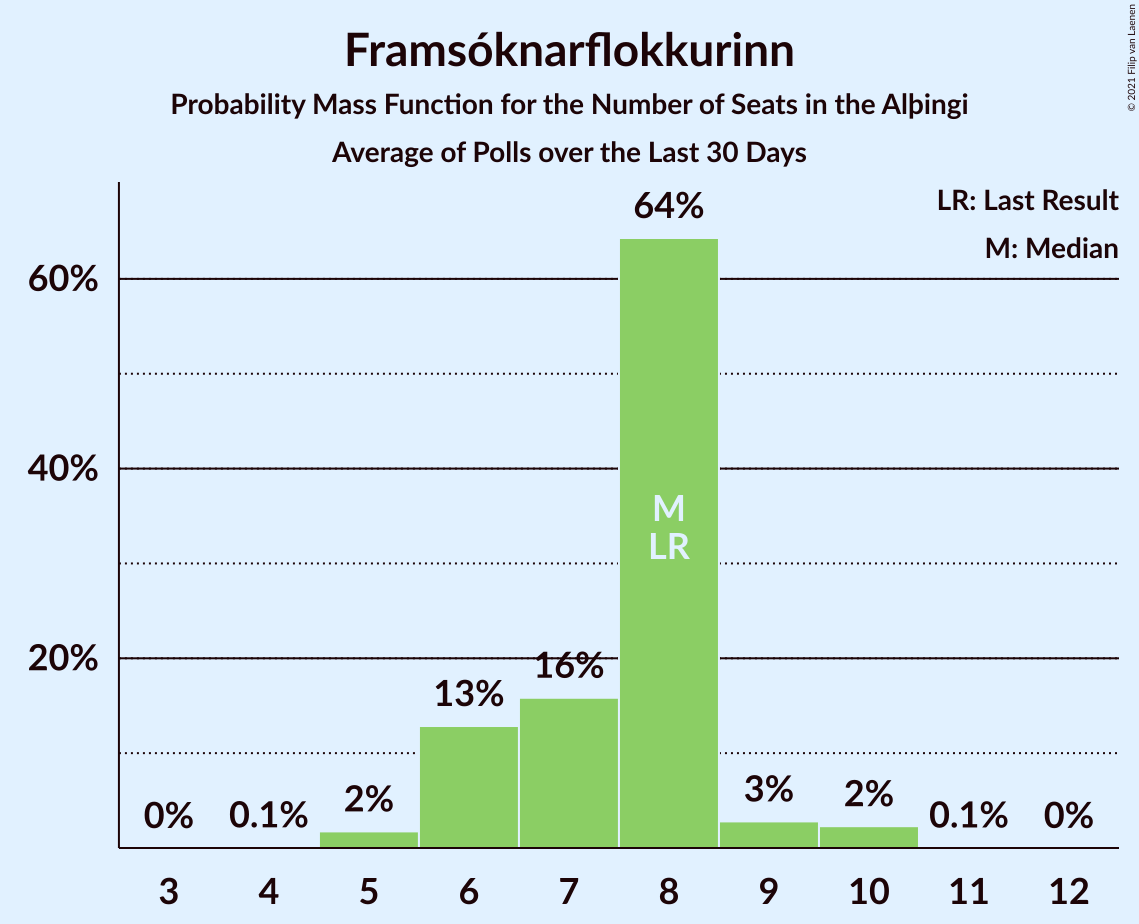 Framsóknarflokkurinn
Probability Mass Function for the Number of Seats in the Alþingi
Average of Polls over the Last 30 Days
© 2021 Filip van Laenen
LR: Last Result
M: Median
60%
40%
20%
0%
0.1%
2%
13%
16%
64%
M
LR
3%
2%
0.1%
0%
3 4 5 6 7 8 9 10 11 12